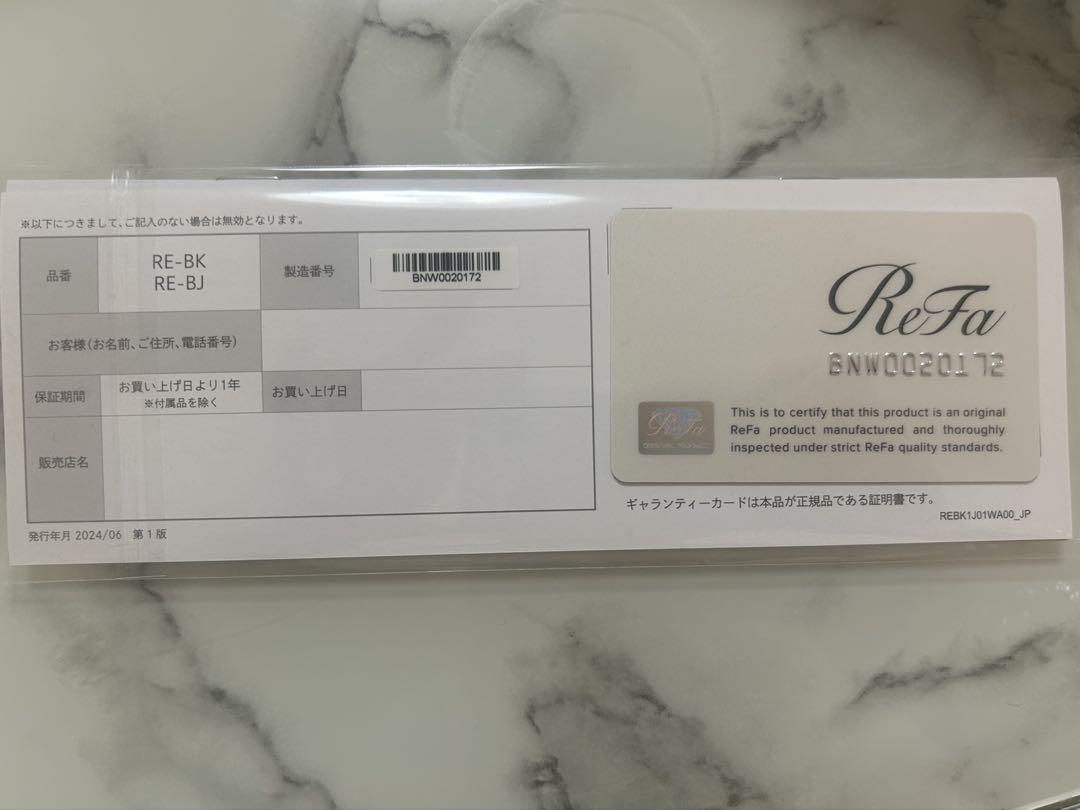 ※以下につきまして、ご記入のない場合は無効となります。
品番
RE-BK
RE-BJ
製造番号
BNW0020172
お客様(お名前、ご住所、電話番号)
保証期間
お買い上げ日より1年
※付属品を除く
お買い上げ日
販売店名
発行年月 2024/06 第1版
ReFa
BNW0020172
ReFa
This is to certify that this product is an original
ReFa product manufactured and thoroughly
inspected under strict ReFa quality standards.
ギャランティーカードは本品が正規品である証明書です。
REBK1J01WA00_JP